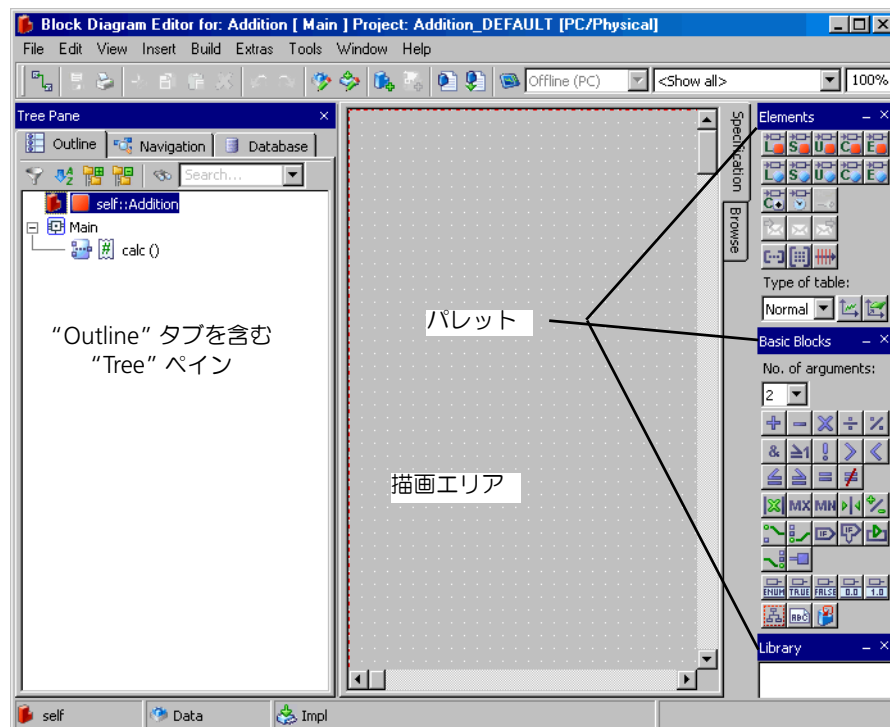 Block Diagram Editor for: Addition [ Main ] Project: Addition_DEFAULT [PC/Physical]
File Edit View Insert Build Extras Tools Window Help
Offline (PC) <Show all> 100%
Tree Pane
Outline Navigation Database
Search...
self::Addition
Main
calc ()
“Outline” タブを含む
“Tree” ペイン
パレット
描画エリア
Specification
Browse
Elements
L S U C E
L S U C E
C
Type of table:
Normal
Basic Blocks
No. of arguments:
2
& ≥1 ! > <
MX MN
IF IF
ENUM TRUE FALSE 0.0 1.0
ABC
Library
self Data Impl